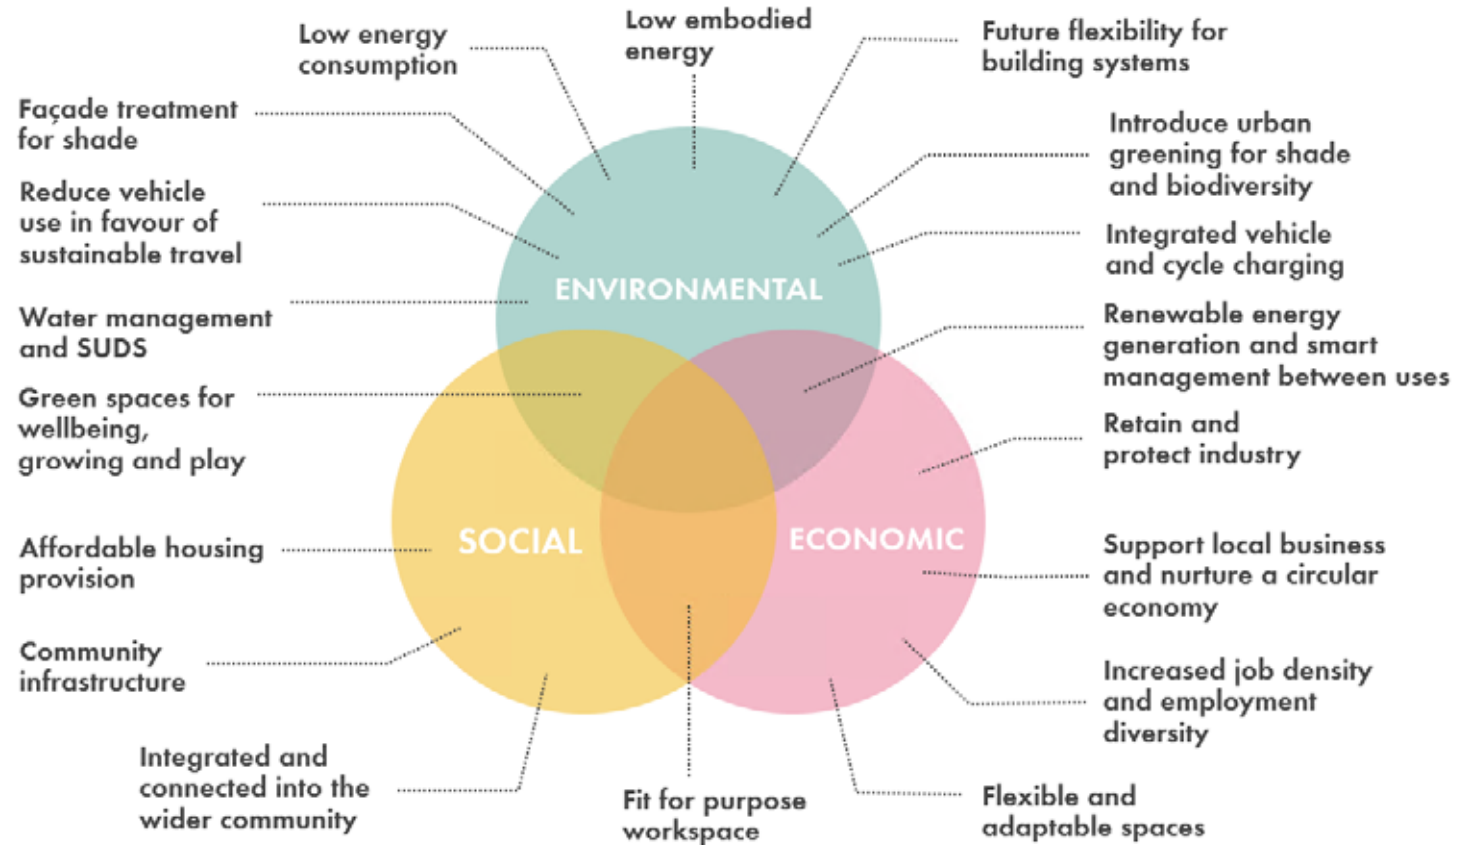 Low energy
consumption
Low embodied
energy
Future flexibility for
building systems
Façade treatment
for shade
Introduce urban
greening for shade
and biodiversity
Reduce vehicle
use in favour of
sustainable travel
Integrated vehicle
and cycle charging
ENVIRONMENTAL
Water management
and SUDS
Renewable energy
generation and smart
management between uses
Green spaces for
wellbeing,
growing and play
Retain and
protect industry
SOCIAL
ECONOMIC
Affordable housing
provision
Support local business
and nurture a circular
economy
Community
infrastructure
Increased job density
and employment
diversity
Integrated and
connected into the
wider community
Fit for purpose
workspace
Flexible and
adaptable spaces